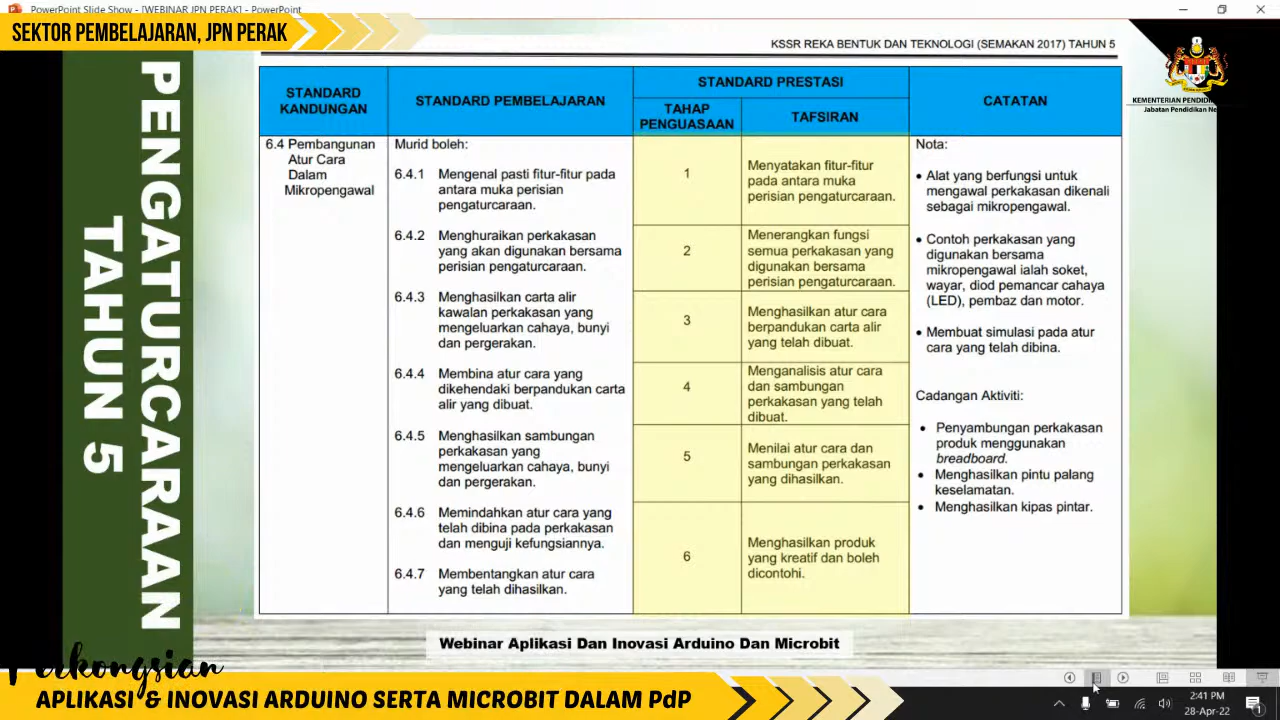 PowerPoint Slide Show - [WEBINAR JPN PERAK] - PowerPoint
SEKTOR PEMBELAJARAN, JPN PERAK
KSSR REKA BENTUK DAN TEKNOLOGI (SEMAKAN 2017) TAHUN 5
KEMENTERIAN PENDIDIK
Jabatan Pendidikan Ne
PENGATURCARAAN
TAHUN 5
STANDARD
KANDUNGAN
STANDARD PEMBELAJARAN
STANDARD PRESTASI
TAHAP
PENGUASAAN
TAFSIRAN
CATATAN
6.4 Pembangunan
Atur Cara
Dalam
Mikropengawal
Murid boleh:
6.4.1 Mengenal pasti fitur-fitur pada
antara muka perisian
pengaturcaraan.
6.4.2 Menghuraikan perkakasan
yang akan digunakan bersama
perisian pengaturcaraan.
6.4.3 Menghasilkan carta alir
kawalan perkakasan yang
mengeluarkan cahaya, bunyi
dan pergerakan.
6.4.4 Membina atur cara yang
dikehendaki berpandukan carta
alir yang dibuat.
6.4.5 Menghasilkan sambungan
perkakasan yang
mengeluarkan cahaya, bunyi
dan pergerakan.
6.4.6 Memindahkan atur cara yang
telah dibina pada perkakasan
dan menguji kefungsiannya.
6.4.7 Membentangkan atur cara
yang telah dihasilkan.
1
Menyatakan fitur-fitur
pada antara muka
perisian pengaturcaraan.
2
Menerangkan fungsi
semua perkakasan yang
digunakan bersama
perisian pengaturcaraan.
3
Menghasilkan atur cara
berpandukan carta alir
yang telah dibuat.
4
Menganalisis atur cara
dan sambungan
perkakasan yang telah
dibuat.
5
Menilai atur cara dan
sambungan perkakasan
yang dihasilkan.
6
Menghasilkan produk
yang kreatif dan boleh
dicontohi.
Nota:
• Alat yang berfungsi untuk
mengawal perkakasan dikenali
sebagai mikropengawal.
• Contoh perkakasan yang
digunakan bersama
mikropengawal ialah soket,
wayar, diod pemancar cahaya
(LED), pembaz dan motor.
• Membuat simulasi pada atur
cara yang telah dibina.
Cadangan Aktiviti:
• Penyambungan perkakasan
produk menggunakan
breadboard.
• Menghasilkan pintu palang
keselamatan.
• Menghasilkan kipas pintar.
Webinar Aplikasi Dan Inovasi Arduino Dan Microbit
Perkongsian
APLIKASI & INOVASI ARDUINO SERTA MICROBIT DALAM PdP
2:41 PM
28-Apr-22
1